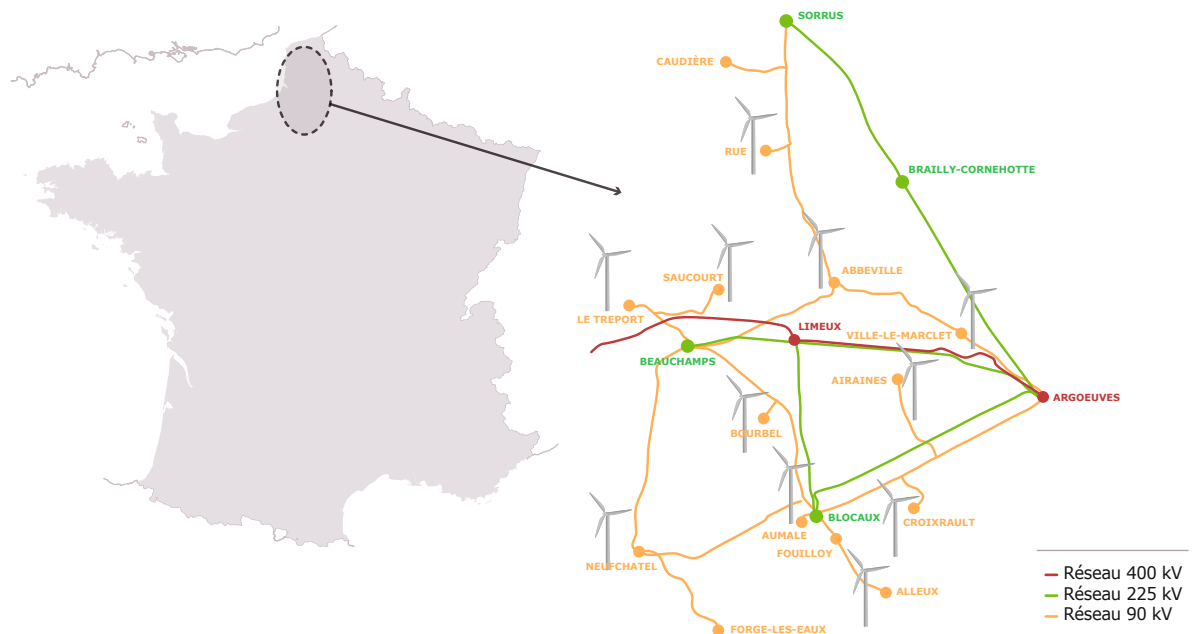 SORRUS
CAUDIÈRE
RUE
BRAILLY-CORNEHOTTE
ABBEVILLE
SAUCOURT
LE TREPORT
LIMEUX
VILLE-LE-MARCLET
BEAUCHAMPS
AIRAINES
ARGOEUVES
BOURBEL
BLOCAUX
CROIXRAULT
AUMALE
FOUILLOY
NEUFCHATEL
ALLEUX
FORGE-LES-EAUX
Réseau 400 kV
Réseau 225 kV
Réseau 90 kV